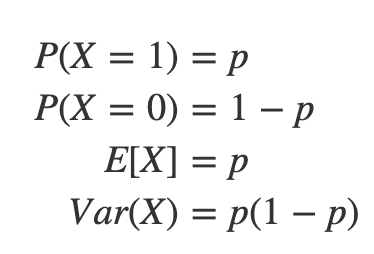 P(X = 1) = p
P(X = 0) = 1 − p
E[X] = p
Var(X) = p(1 − p)